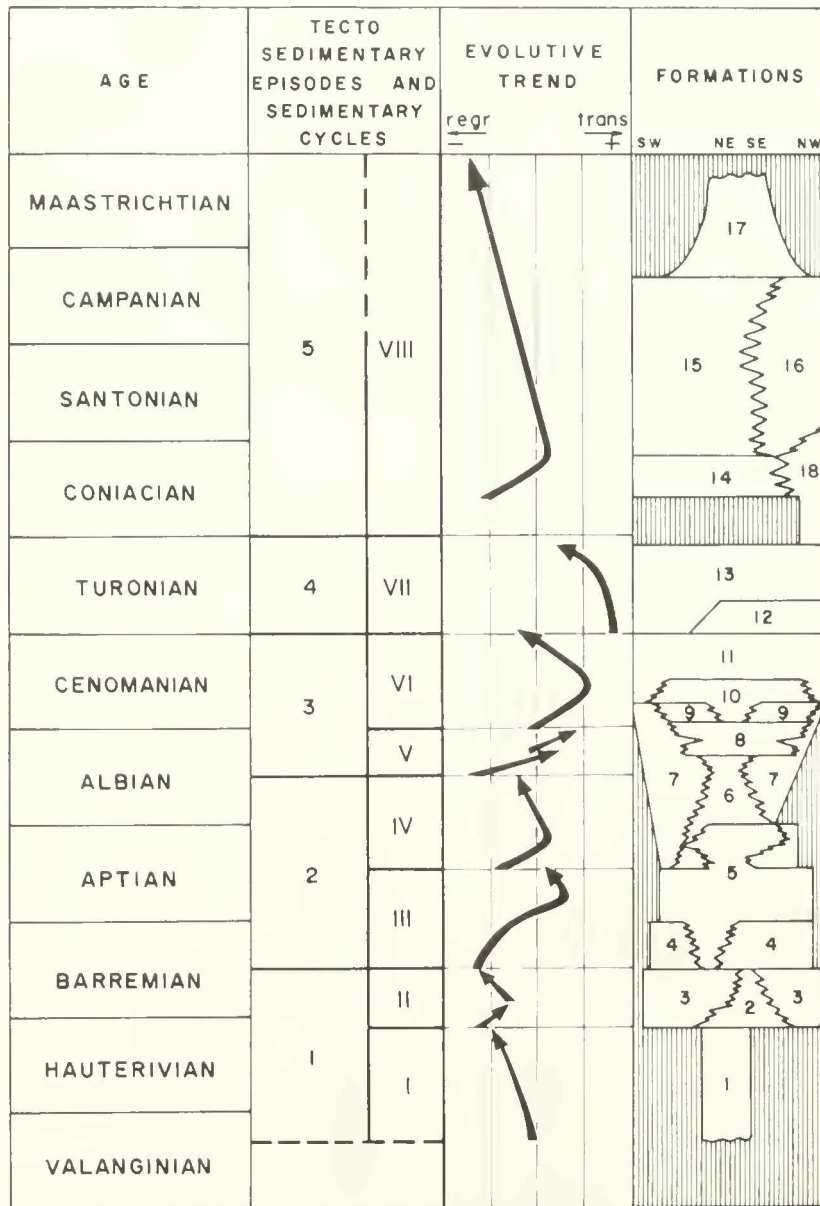 AGE
TECTO
SEDIMENTARY
EPISODES AND
SEDIMENTARY
CYCLES
EVOLUTIVE
TREND
regr
trans
−
+
FORMATIONS
SW NE SE NW
MAASTRICHTIAN
CAMPANIAN
SANTONIAN
CONIACIAN
TURONIAN
CENOMANIAN
ALBIAN
APTIAN
BARREMIAN
HAUTERIVIAN
VALANGINIAN
5
4
3
2
1
VIII
VII
VI
V
IV
III
II
I
17
15 16
14 18
13
12
11
10
9 9
8
7 6 7
5
4 4
3 2 3
1